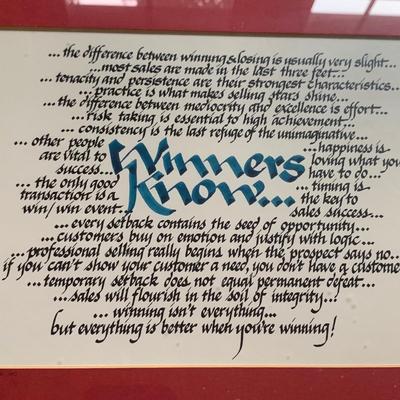 ...the difference between winning & losing is usually very slight...
...most sales are made in the last three feet...
...tenacity and persistence are their strongest characteristics...
...practice is what makes selling stars shine...
...the difference between mediocrity and excellence is effort...
...risk taking is essential to high achievement...
...consistency is the last refuge of the unimaginative...
...other people
are vital to
success...
...the only good
transaction is a
win/win event...
Winners
Know...
...happiness is
loving what you
have to do...
...timing is
the key to
sales success...
...every setback contains the seed of opportunity...
...customers buy on emotion and justify with logic...
...professional selling really begins when the prospect says no...
if you can't show your customer a need, you don't have a custome
...temporary setback does not equal permanent defeat...
...sales will flourish in the soil of integrity...
...winning isn't everything...
but everything is better when you're winning!